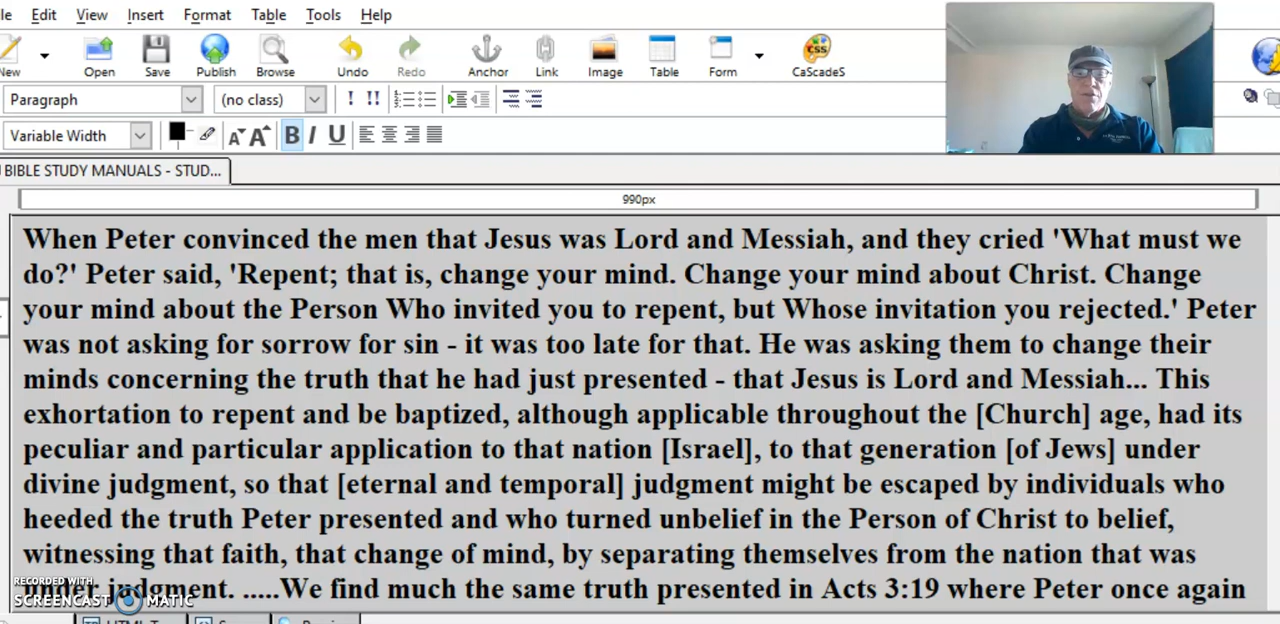 le Edit View Insert Format Table Tools Help
New Open Save Publish Browse Undo Redo Anchor Link Image Table Form CaScadeS
CSS
Paragraph (no class) ! !!
Variable Width A A B I U
BIBLE STUDY MANUALS - STUD...
990px
When Peter convinced the men that Jesus was Lord and Messiah, and they cried 'What must we
do?' Peter said, 'Repent; that is, change your mind. Change your mind about Christ. Change
your mind about the Person Who invited you to repent, but Whose invitation you rejected.' Peter
was not asking for sorrow for sin - it was too late for that. He was asking them to change their
minds concerning the truth that he had just presented - that Jesus is Lord and Messiah... This
exhortation to repent and be baptized, although applicable throughout the [Church] age, had its
peculiar and particular application to that nation [Israel], to that generation [of Jews] under
divine judgment, so that [eternal and temporal] judgment might be escaped by individuals who
heeded the truth Peter presented and who turned unbelief in the Person of Christ to belief,
witnessing that faith, that change of mind, by separating themselves from the nation that was
under judgment. .....We find much the same truth presented in Acts 3:19 where Peter once again
RECORDED WITH
SCREENCAST MATIC